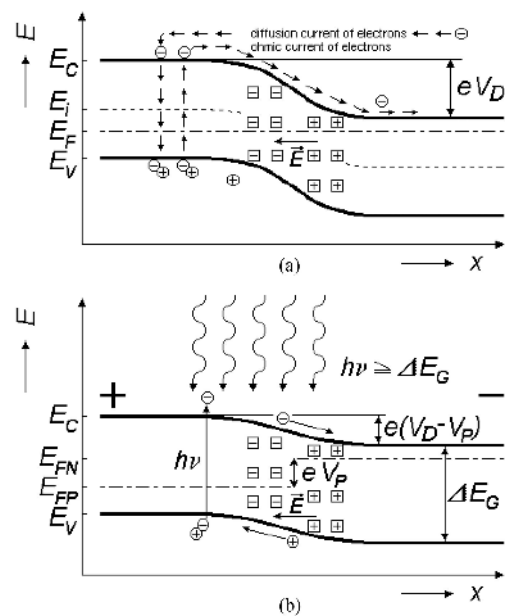 E
diffusion current of electrons
ohmic current of electrons
E_C
E_i
E_F
E_V
eV_D
E
x
(a)
E
hν ≧ ΔE_G
+
−
E_C
e(V_D-V_P)
E_FN
hν
eV_P
E_FP
ΔE_G
E
E_V
x
(b)